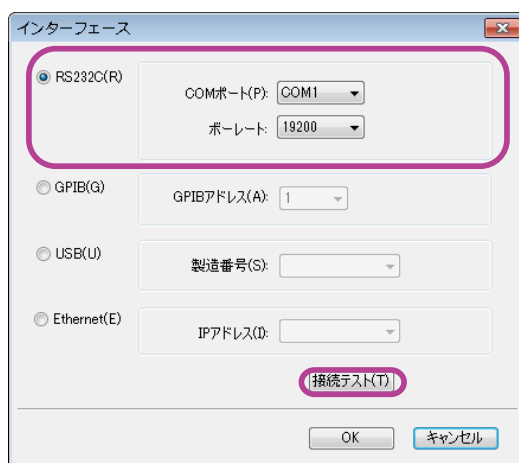 インターフェース
RS232C(R)
COMポート(P): COM1
ボーレート: 19200
GPIB(G)
GPIBアドレス(A): 1
USB(U)
製造番号(S):
Ethernet(E)
IPアドレス(I):
接続テスト(T)
OK キャンセル